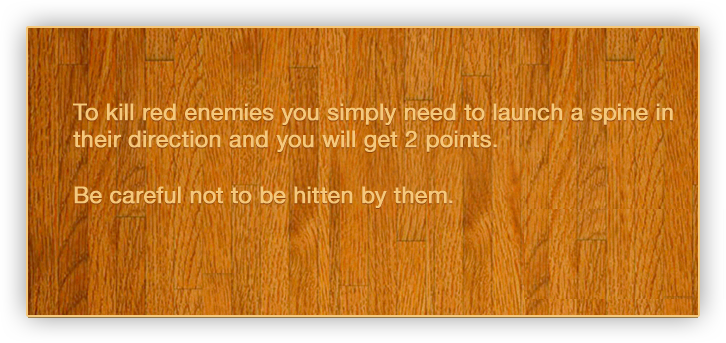 To kill red enemies you simply need to launch a spine in
their direction and you will get 2 points.
Be careful not to be hitten by them.